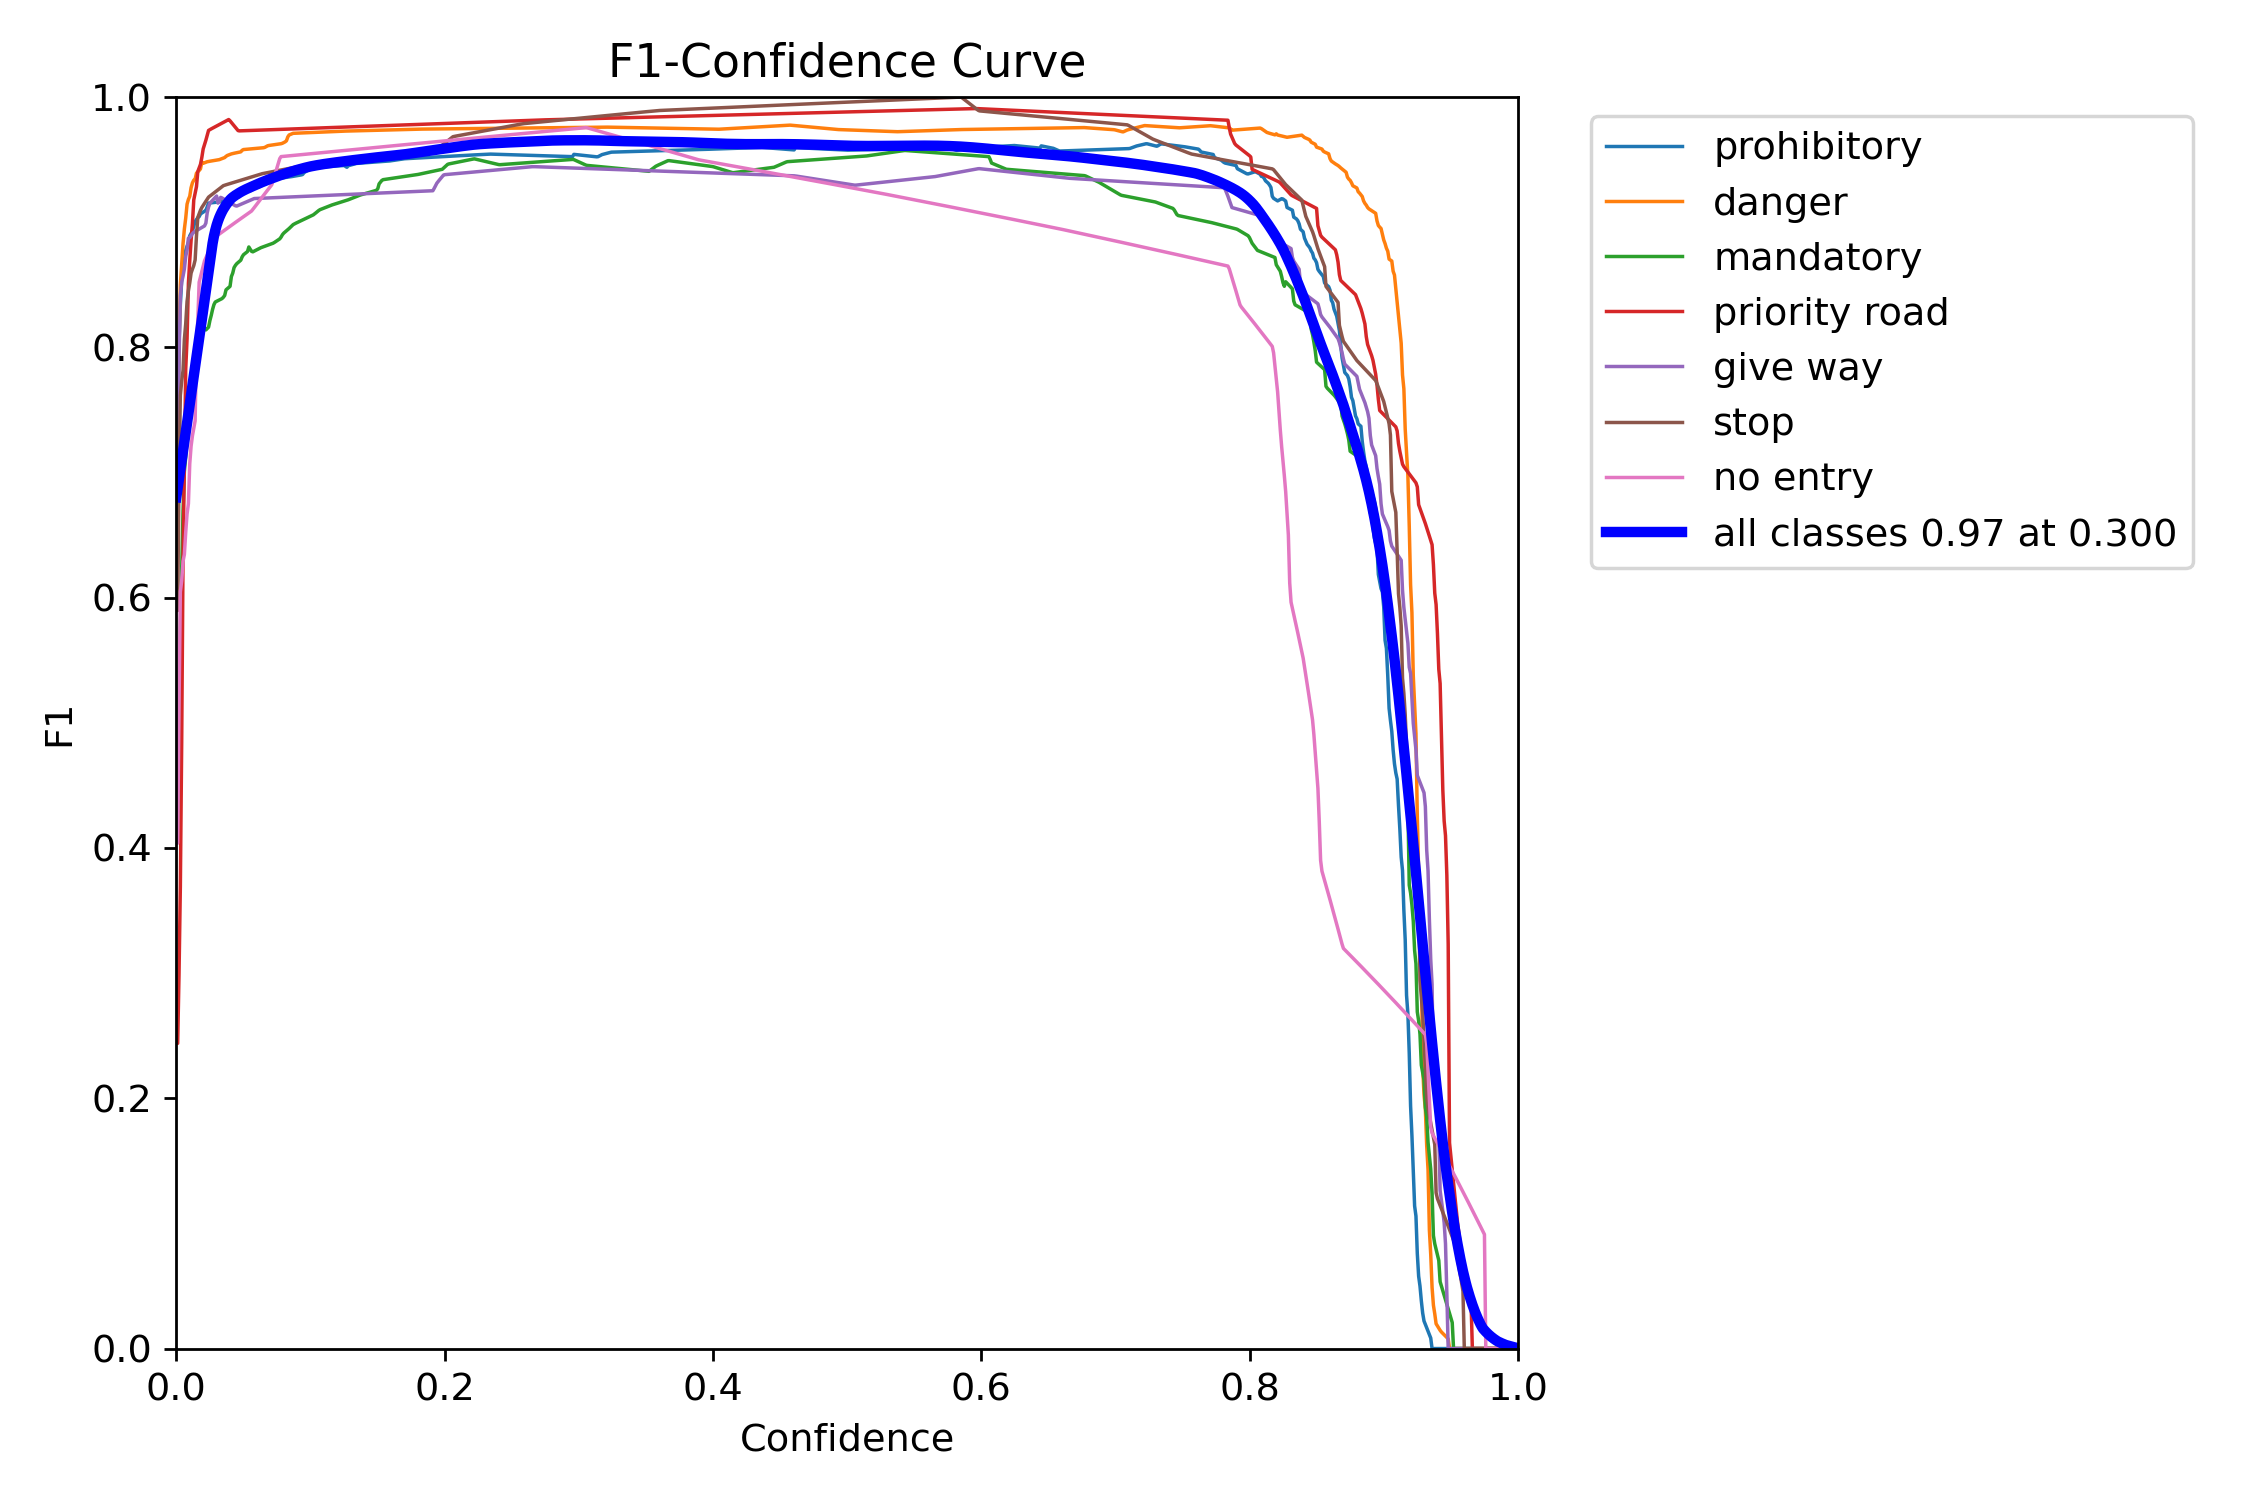 F1-Confidence Curve
1.0
0.8
0.6
0.4
0.2
0.0
F1
0.0 0.2 0.4 0.6 0.8 1.0
Confidence
prohibitory
danger
mandatory
priority road
give way
stop
no entry
all classes 0.97 at 0.300